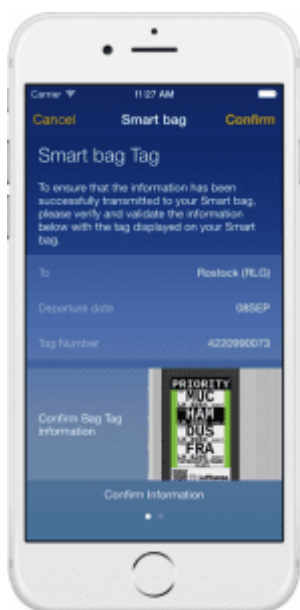 Carrier 11:27 AM
Cancel Smart bag Confirm
Smart bag Tag
To ensure that the information has been
successfully transmitted to your Smart bag,
please verify and validate the information
below with the tag displayed on your Smart
bag.
To Rostock (RLG)
Departure date 08SEP
Tag Number 4220990073
Confirm Bag Tag
Information
PRIORITY
MUC
HAM
DUS
FRA
Lufthansa
Confirm Information